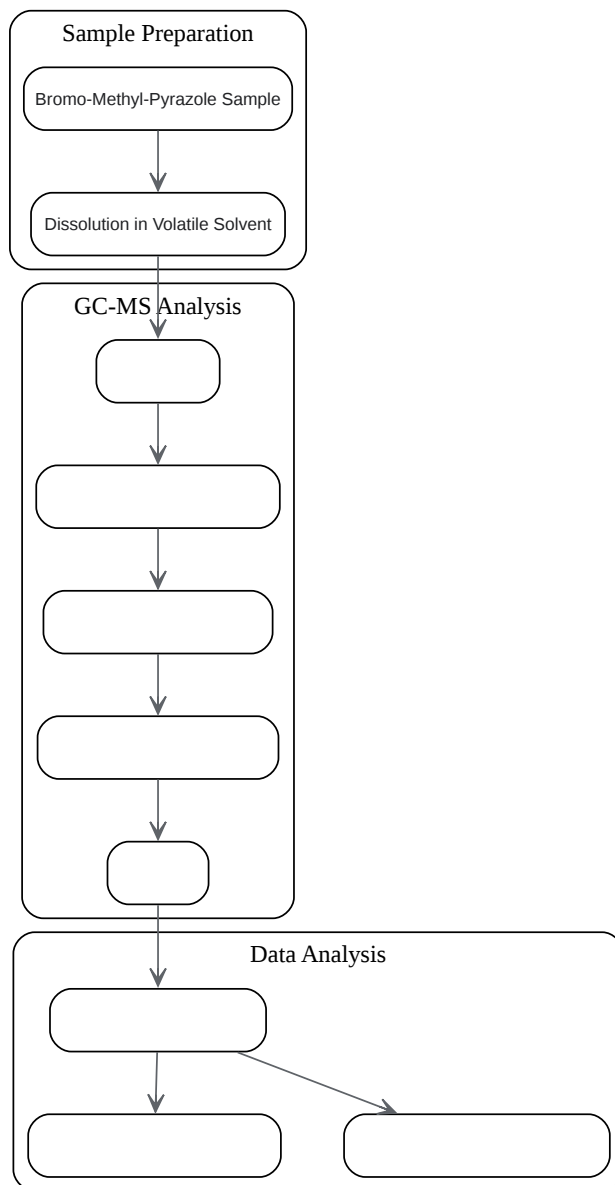 Sample Preparation
Bromo-Methyl-Pyrazole Sample
Dissolution in Volatile Solvent
GC-MS Analysis
Data Analysis